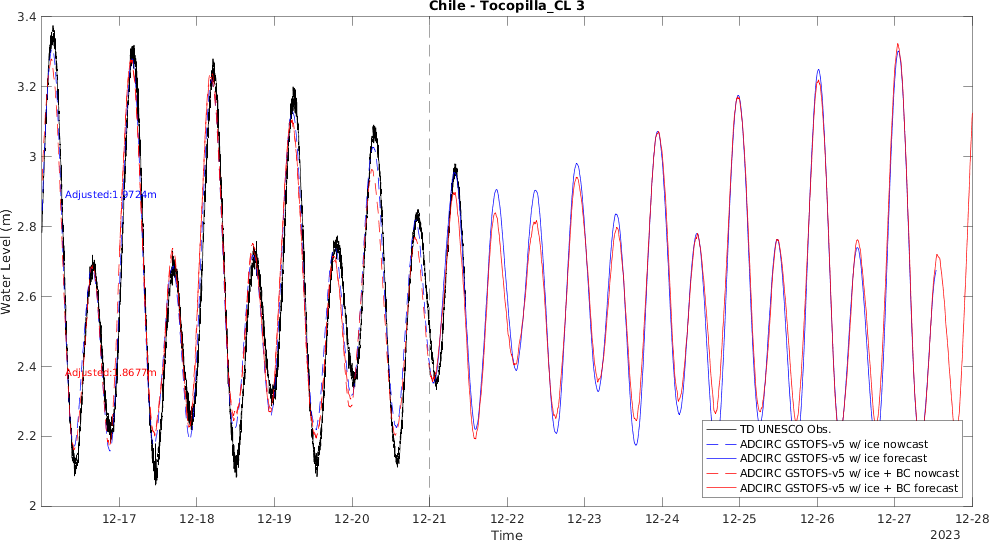 Chile - Tocopilla_CL 3
3.4
3.2
3
2.8
2.6
2.4
2.2
2
Water Level (m)
Adjusted:1.9724m
Adjusted:1.8677m
TD UNESCO Obs.
ADCIRC GSTOFS-v5 w/ ice nowcast
ADCIRC GSTOFS-v5 w/ ice forecast
ADCIRC GSTOFS-v5 w/ ice + BC nowcast
ADCIRC GSTOFS-v5 w/ ice + BC forecast
12-17 12-18 12-19 12-20 12-21 12-22 12-23 12-24 12-25 12-26 12-27 12-28
Time
2023